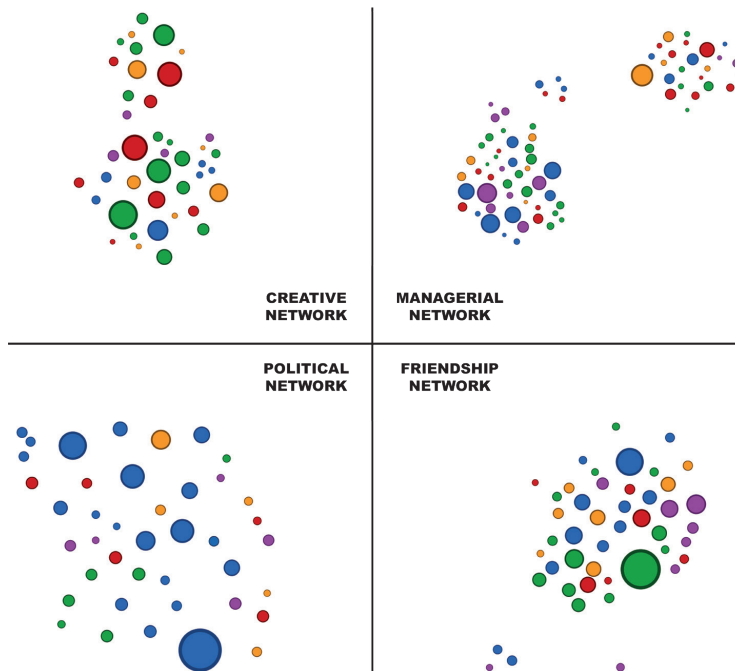 CREATIVE
NETWORK
MANAGERIAL
NETWORK
POLITICAL
NETWORK
FRIENDSHIP
NETWORK